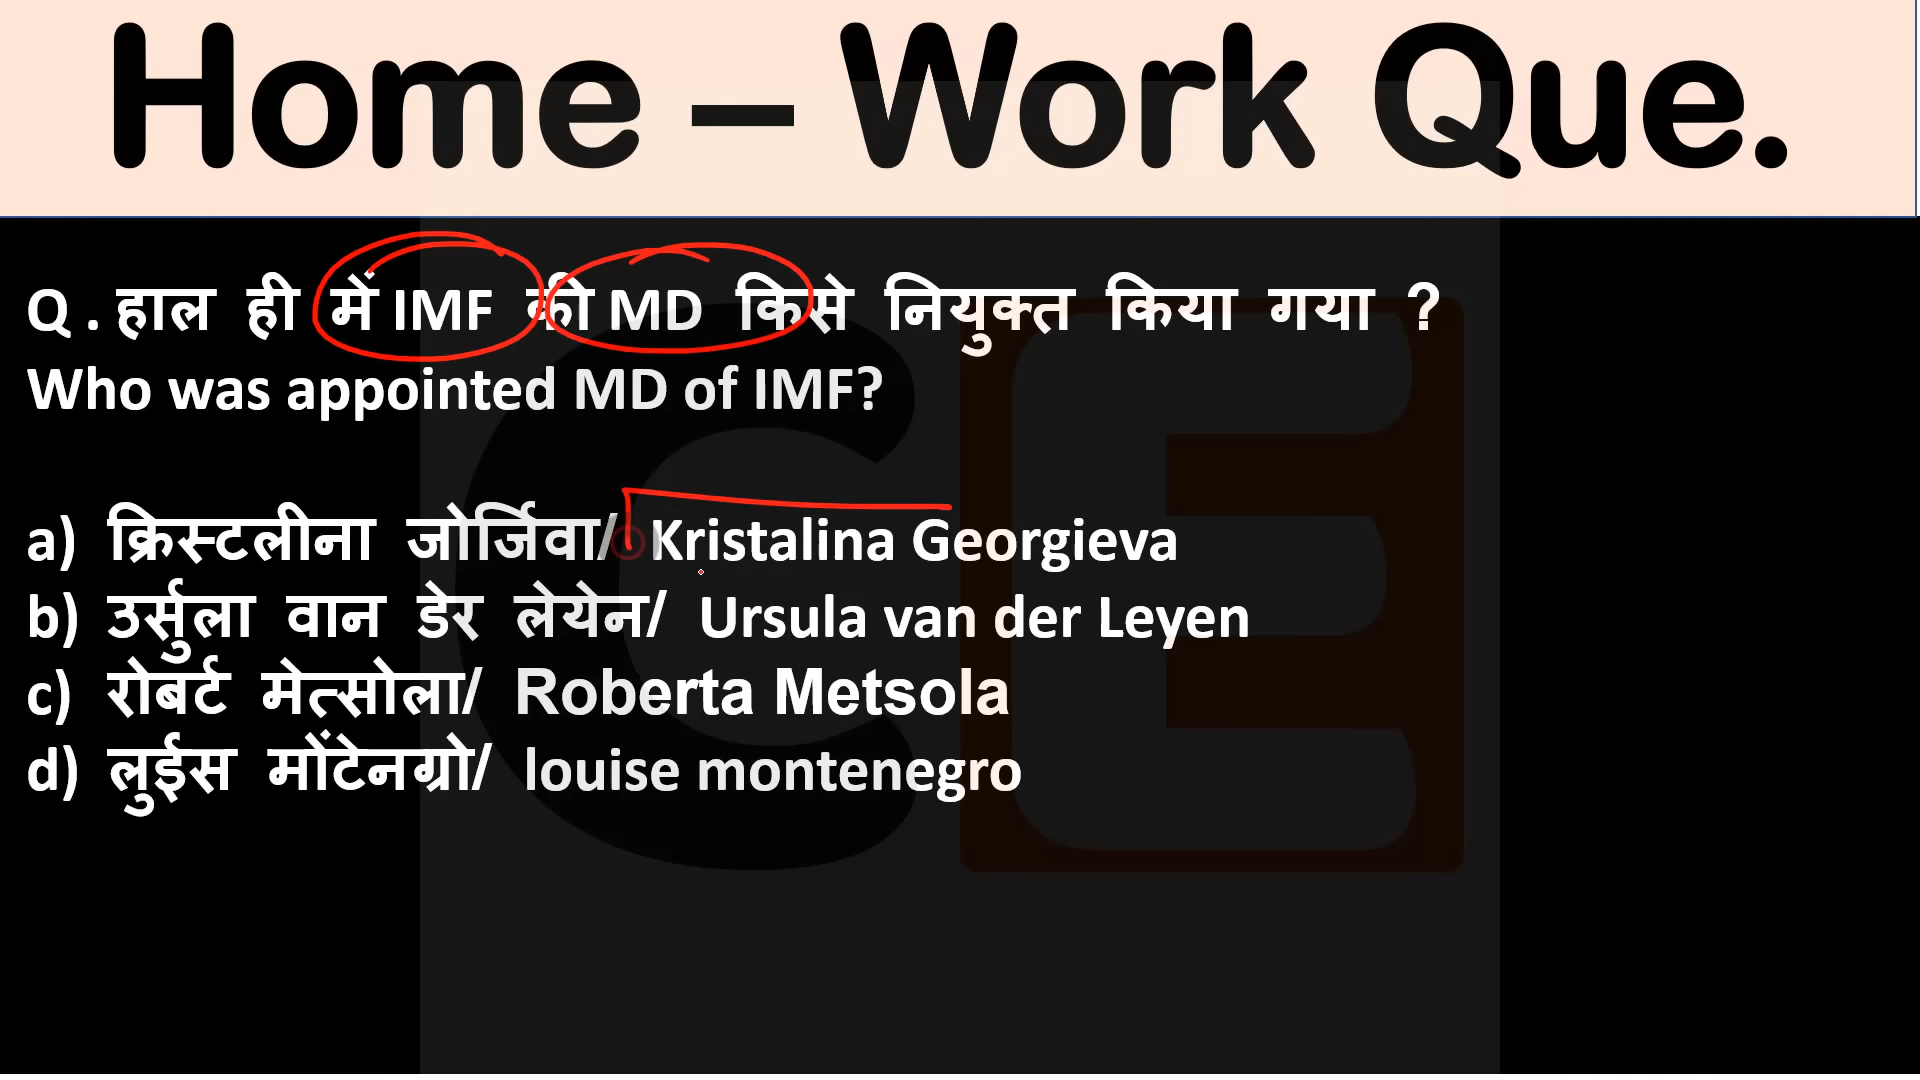 Home – Work Que.
Q . हाल ही में IMF की MD किसे नियुक्त किया गया ?
Who was appointed MD of IMF?
a) क्रिस्टलीना जोर्जिवा/ Kristalina Georgieva
b) उर्सुला वान डेर लेयेन/ Ursula van der Leyen
c) रोबर्ट मेत्सोला/ Roberta Metsola
d) लुईस मोंटेनग्रो/ louise montenegro
CE